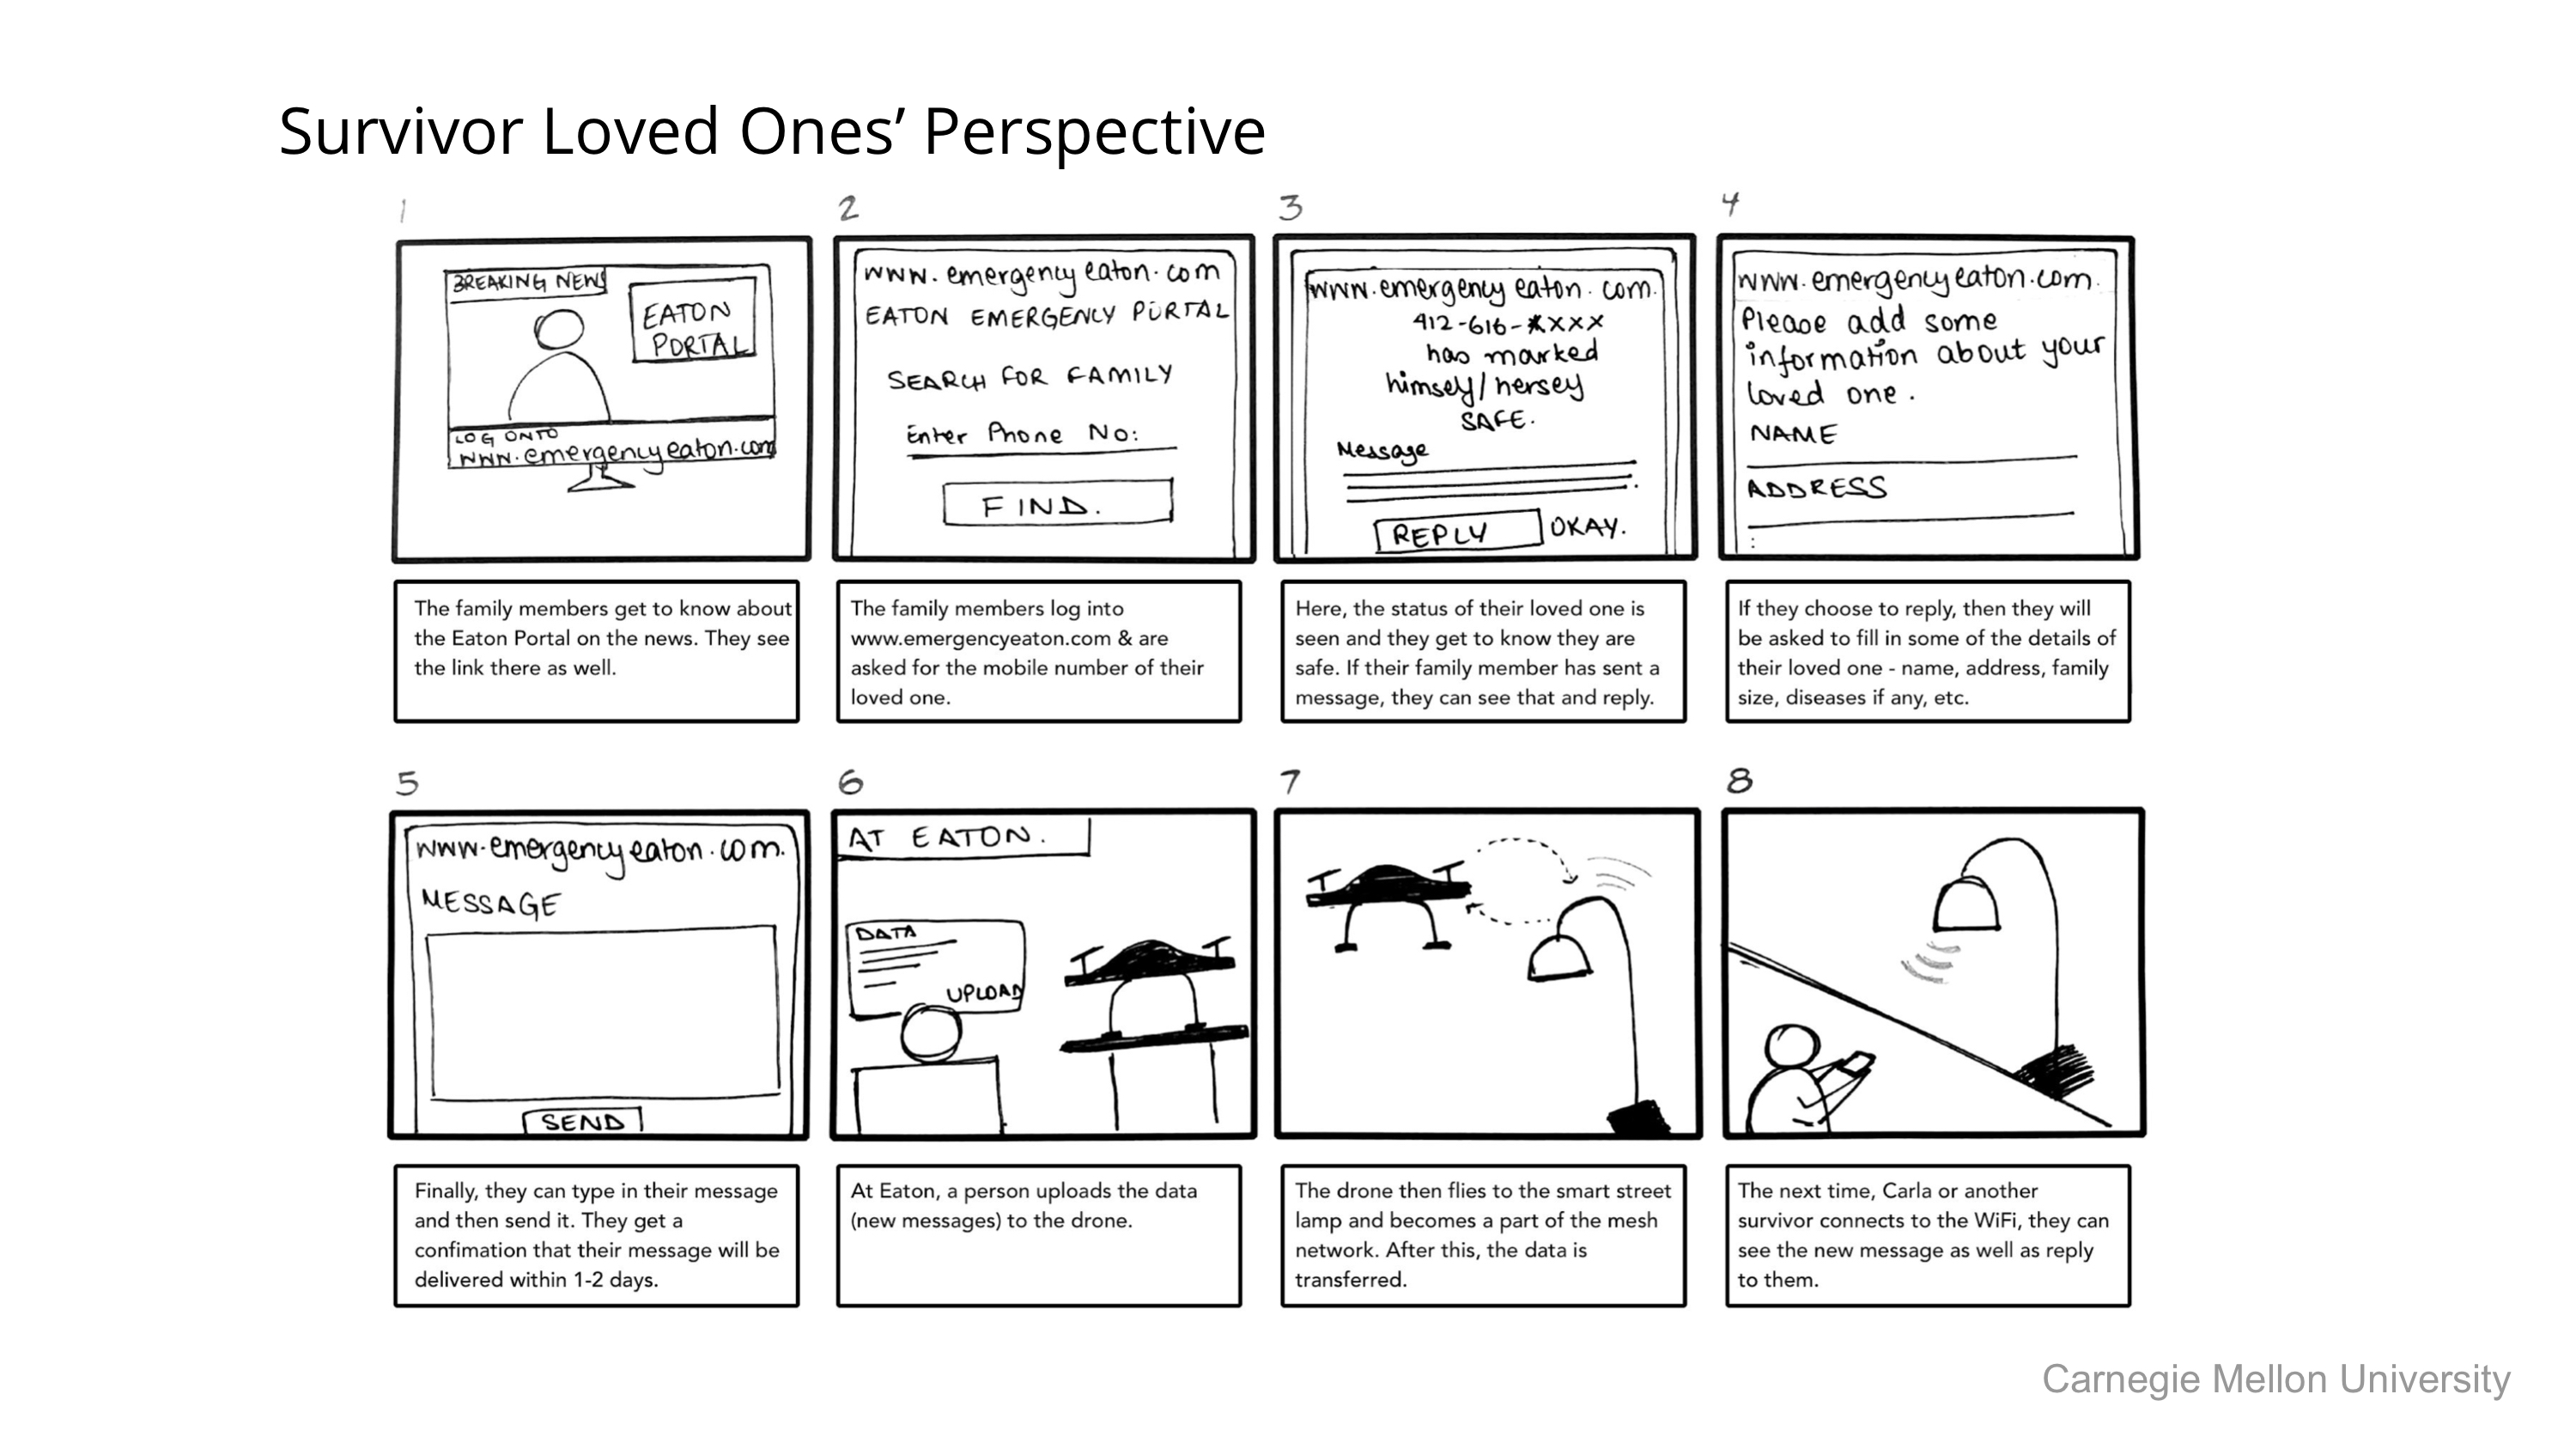 Survivor Loved Ones’ Perspective
1
BREAKING NEWS
EATON
PORTAL
LOG ONTO
www.emergencyeaton.com
The family members get to know about
the Eaton Portal on the news. They see
the link there as well.
2
www.emergencyeaton.com
EATON EMERGENCY PORTAL
SEARCH FOR FAMILY
Enter Phone No:
FIND.
The family members log into
www.emergencyeaton.com & are
asked for the mobile number of their
loved one.
3
www.emergencyeaton.com.
412-616-XXXX
has marked
himself/herself
SAFE.
Message
REPLY OKAY.
Here, the status of their loved one is
seen and they get to know they are
safe. If their family member has sent a
message, they can see that and reply.
4
www.emergencyeaton.com.
Please add some
information about your
loved one.
NAME
ADDRESS
:
If they choose to reply, then they will
be asked to fill in some of the details of
their loved one - name, address, family
size, diseases if any, etc.
5
www.emergencyeaton.com.
MESSAGE
SEND
Finally, they can type in their message
and then send it. They get a
confimation that their message will be
delivered within 1-2 days.
6
AT EATON.
DATA
UPLOAD
At Eaton, a person uploads the data
(new messages) to the drone.
7
The drone then flies to the smart street
lamp and becomes a part of the mesh
network. After this, the data is
transferred.
8
The next time, Carla or another
survivor connects to the WiFi, they can
see the new message as well as reply
to them.
Carnegie Mellon University